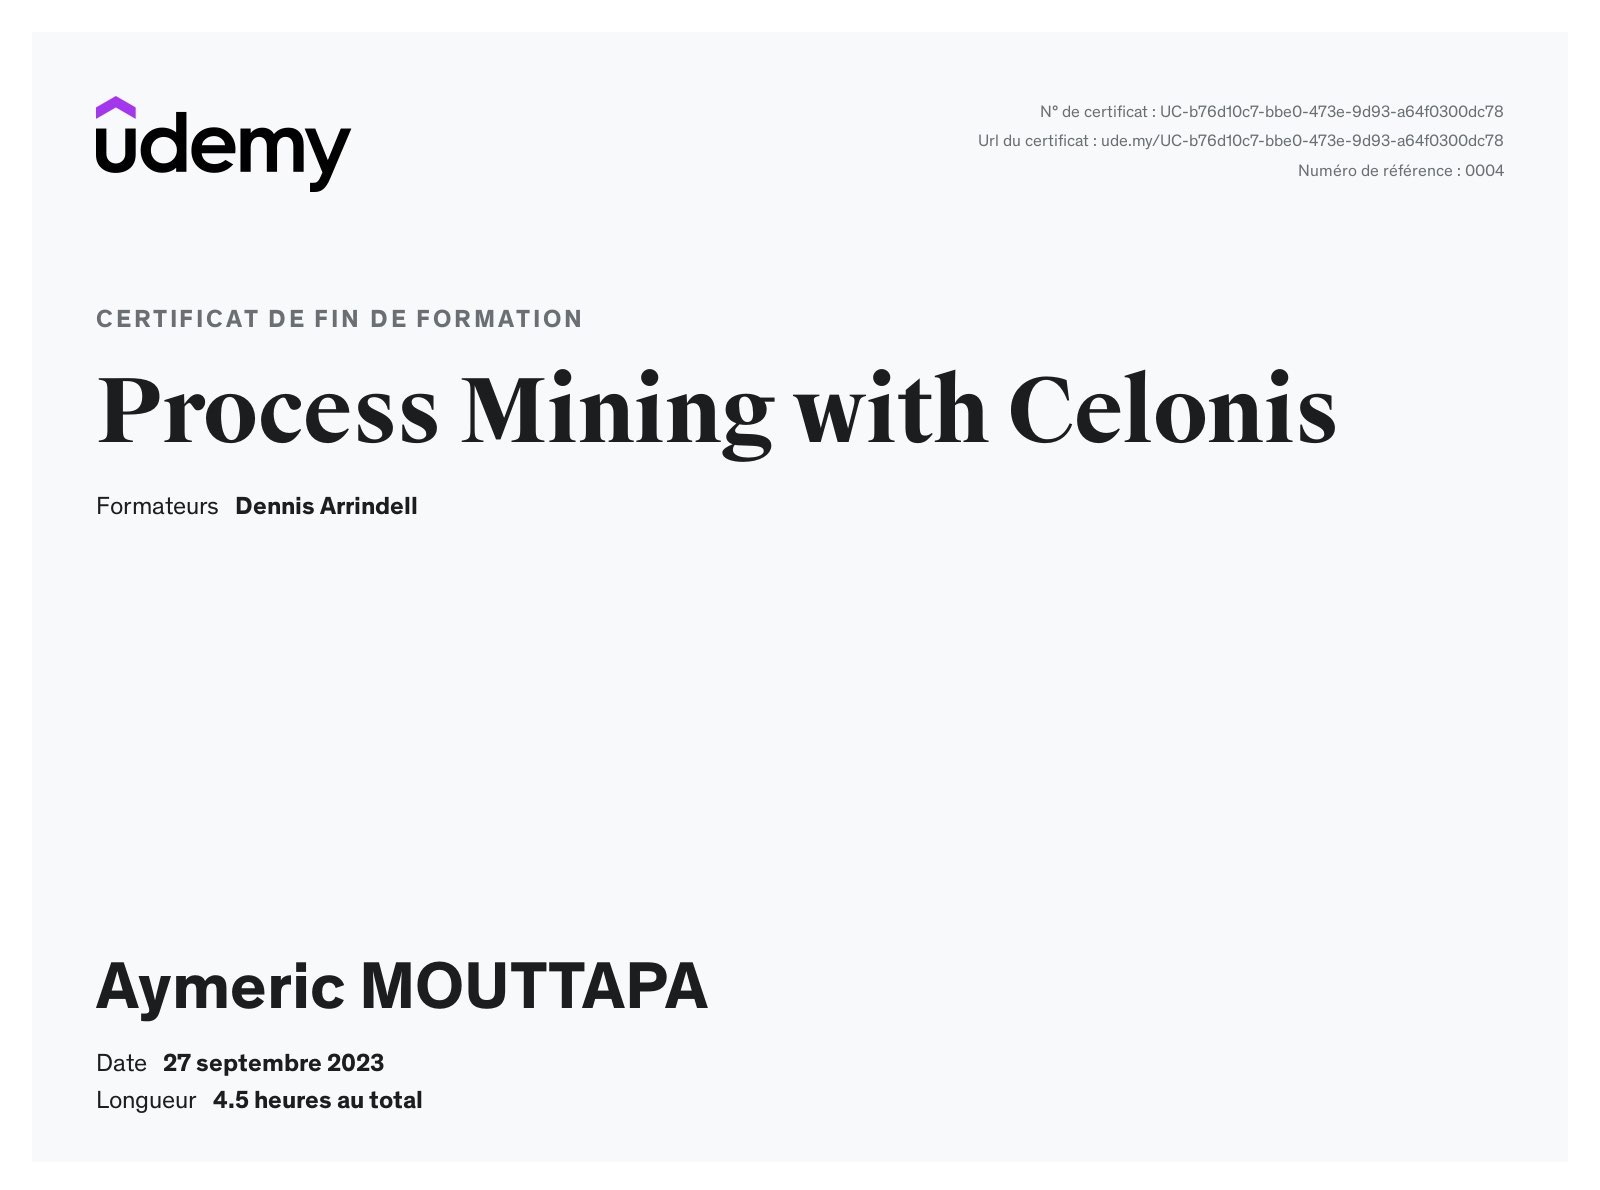 udemy
N° de certificat : UC-b76d10c7-bbe0-473e-9d93-a64f0300dc78
Url du certificat : ude.my/UC-b76d10c7-bbe0-473e-9d93-a64f0300dc78
Numéro de référence : 0004
CERTIFICAT DE FIN DE FORMATION
Process Mining with Celonis
Formateurs Dennis Arrindell
Aymeric MOUTTAPA
Date 27 septembre 2023
Longueur 4.5 heures au total